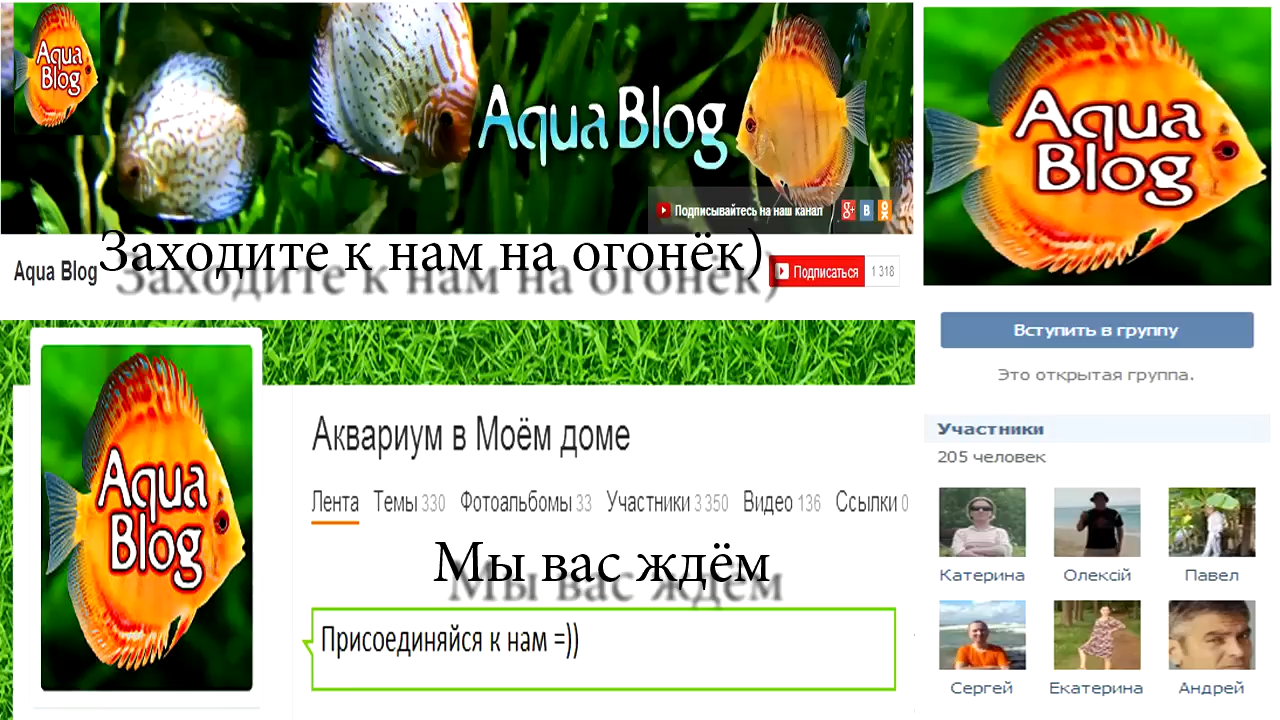 Aqua
Blog
Aqua Blog
Подписывайтесь на наш канал
g+
В
Заходите к нам на огонёк)
Aqua Blog
Подписаться
1 318
Aqua
Blog
Вступить в группу
Это открытая группа.
Участники
205 человек
Катерина
Олексій
Павел
Сергей
Екатерина
Андрей
Aqua
Blog
Аквариум в Моём доме
Лента Темы 330 Фотоальбомы 33 Участники 3 350 Видео 136 Ссылки 0
Мы вас ждём
Присоединяйся к нам =))